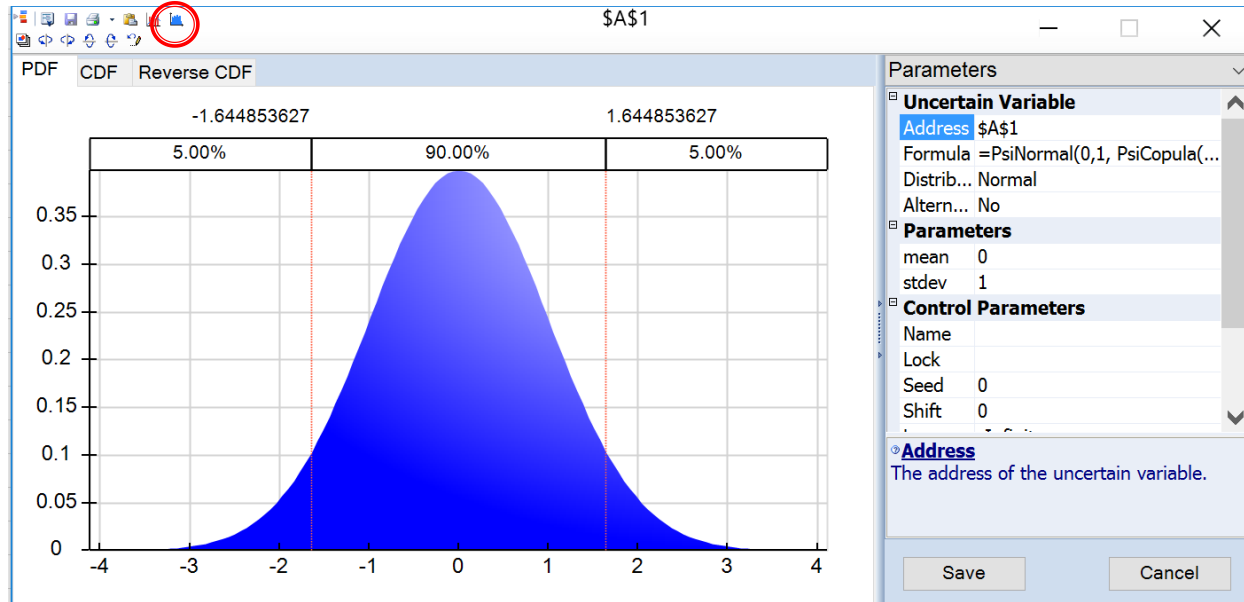 $A$1
PDF CDF Reverse CDF
-1.644853627 1.644853627
5.00% 90.00% 5.00%
0.35
0.3
0.25
0.2
0.15
0.1
0.05
0
-4 -3 -2 -1 0 1 2 3 4
Parameters
Uncertain Variable
Address $A$1
Formula =PsiNormal(0,1, PsiCopula(...
Distrib... Normal
Altern... No
Parameters
mean 0
stdev 1
Control Parameters
Name
Lock
Seed 0
Shift 0
Address
The address of the uncertain variable.
Save Cancel